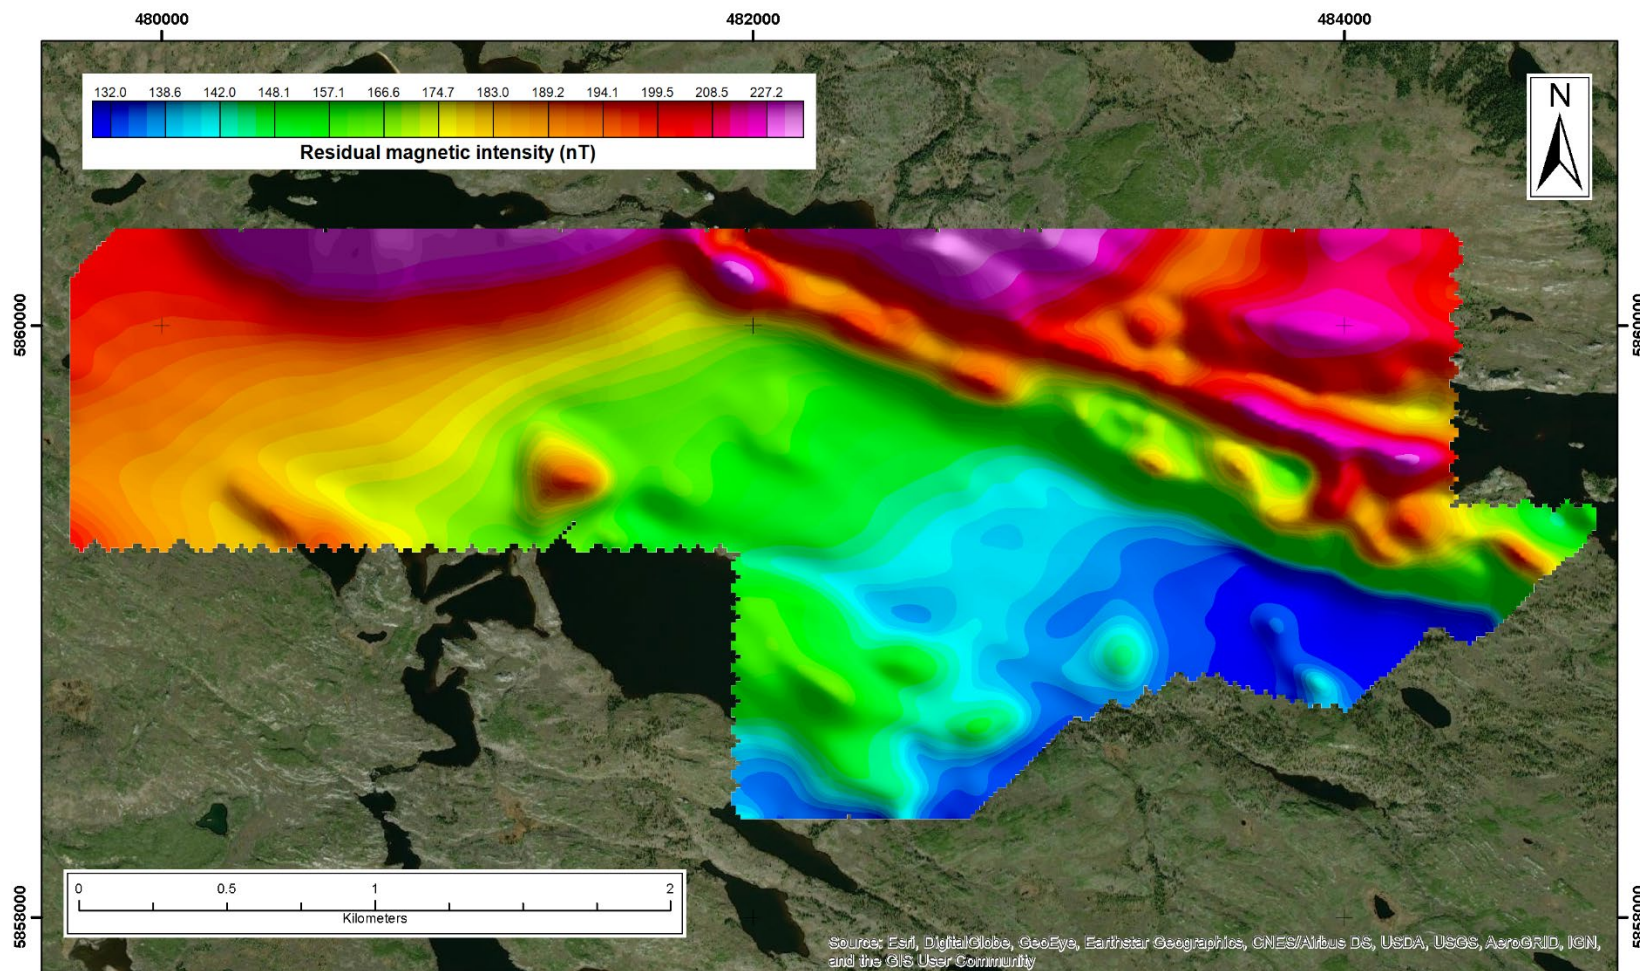 480000 482000 484000
132.0 138.6 142.0 148.1 157.1 166.6 174.7 183.0 189.2 194.1 199.5 208.5 227.2
Residual magnetic intensity (nT)
N
5860000 5860000
0 0.5 1 2
Kilometers
5858000 5858000
Source: Esri, DigitalGlobe, GeoEye, Earthstar Geographics, CNES/Airbus DS, USDA, USGS, AeroGRID, IGN,
and the GIS User Community